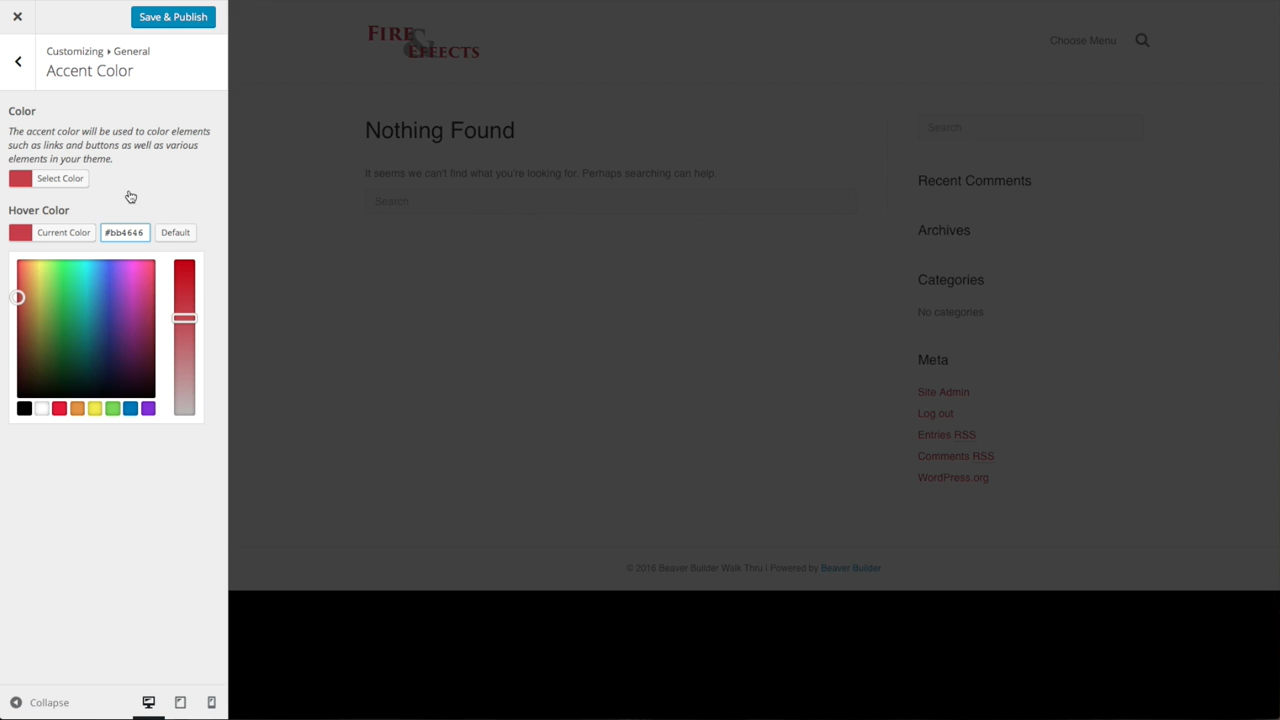 Save & Publish
Customizing ▸ General
Accent Color
Color
The accent color will be used to color elements
such as links and buttons as well as various
elements in your theme.
Select Color
Hover Color
Current Color #bb4646 Default
Collapse
FIRE
&
EFFECTS
Choose Menu
Nothing Found
It seems we can't find what you're looking for. Perhaps searching can help.
Search
Search
Recent Comments
Archives
Categories
No categories
Meta
Site Admin
Log out
Entries RSS
Comments RSS
WordPress.org
© 2016 Beaver Builder Walk Thru | Powered by Beaver Builder